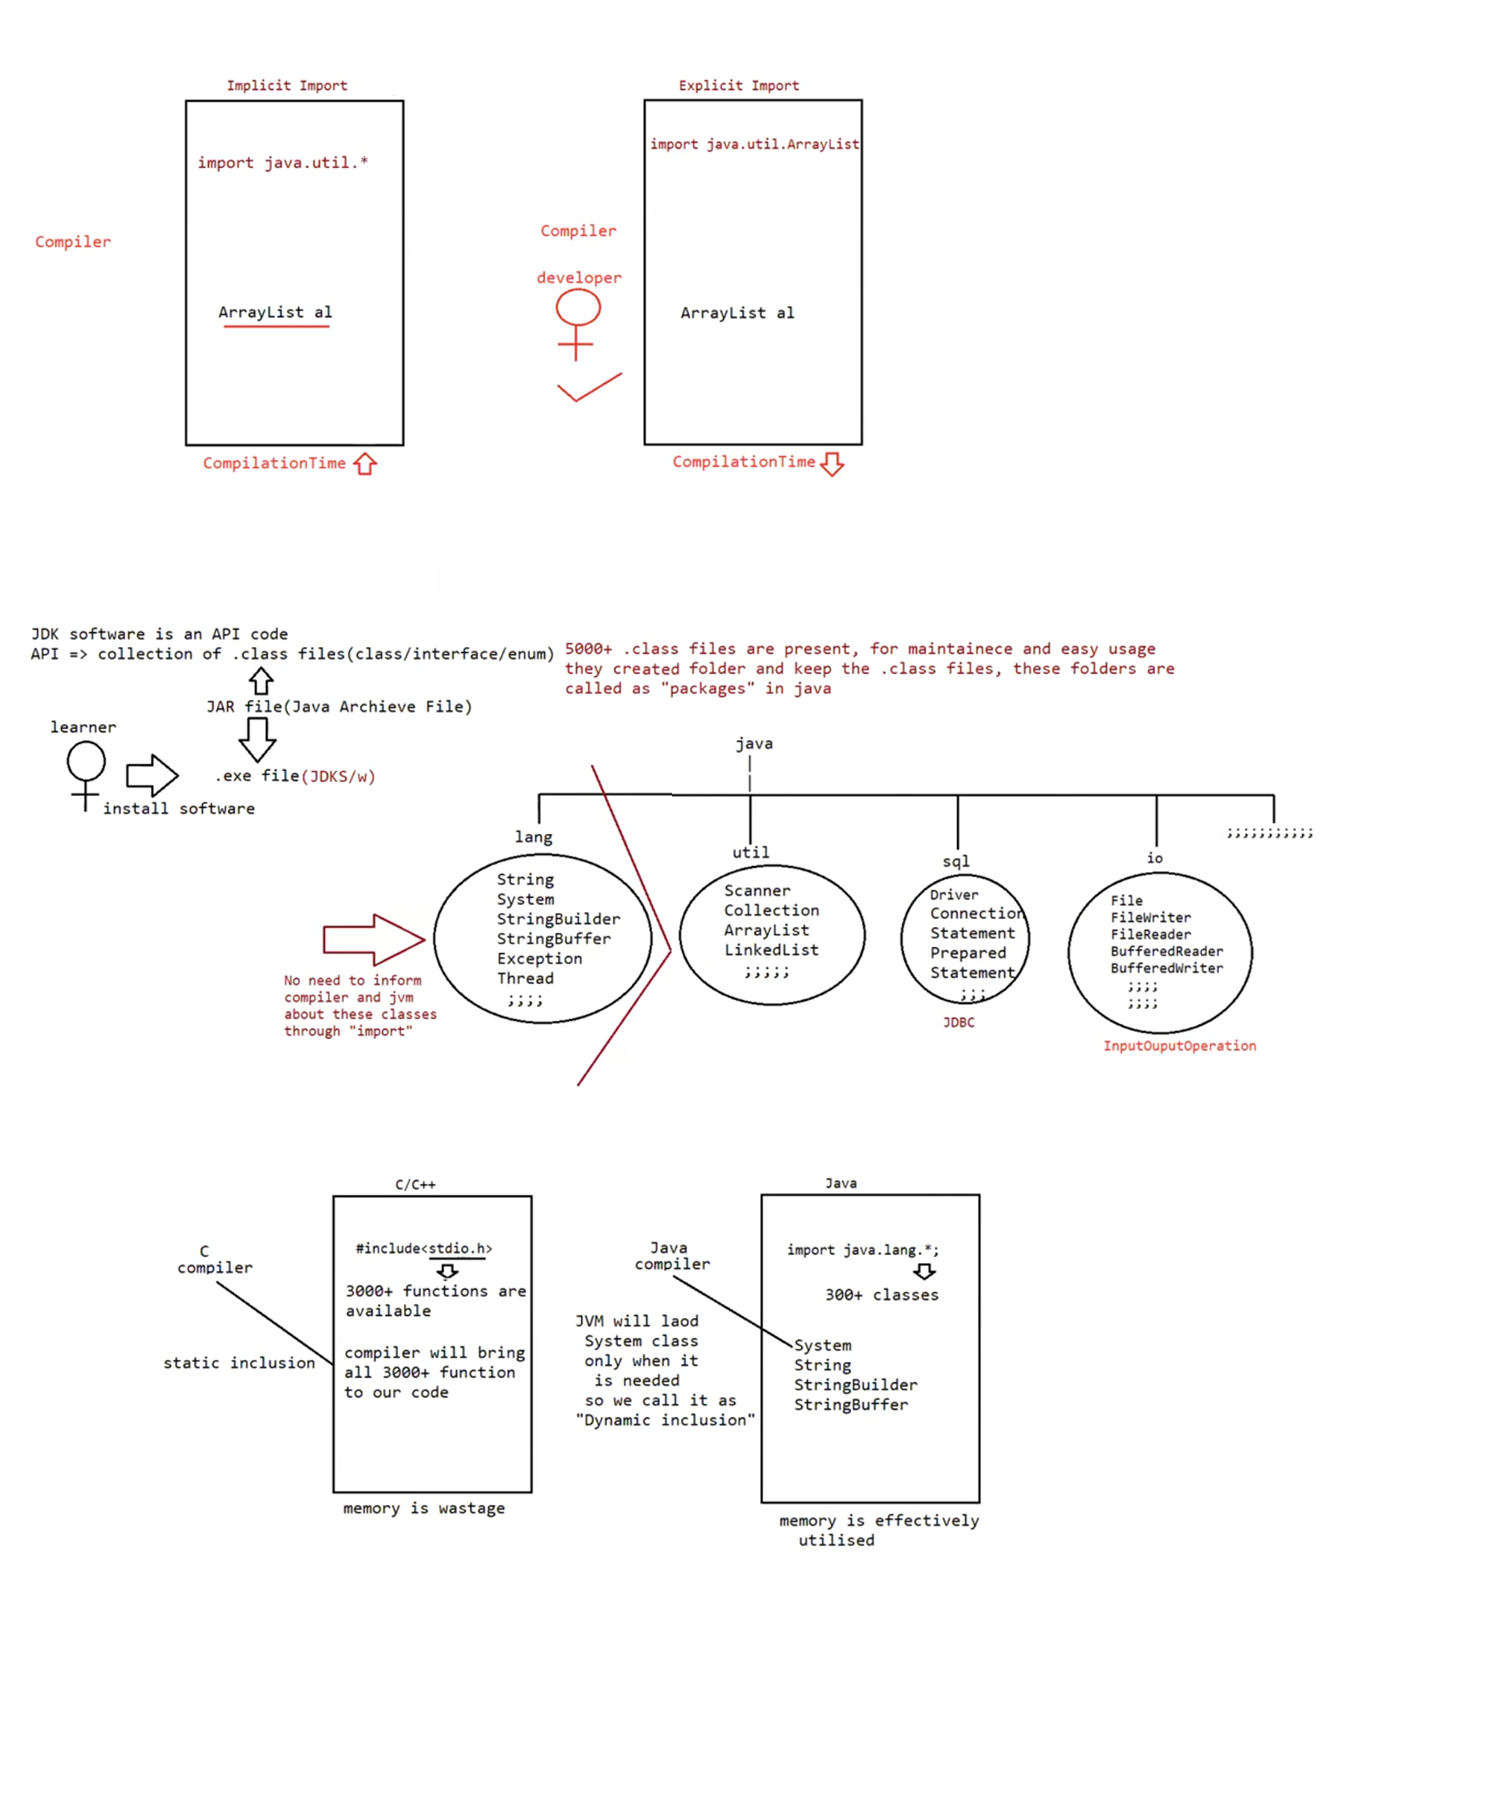 Implicit Import
import java.util.*
Compiler
ArrayList al
CompilationTime
Explicit Import
import java.util.ArrayList
Compiler
developer
ArrayList al
CompilationTime
JDK software is an API code
API => collection of .class files(class/interface/enum)
JAR file(Java Archieve File)
learner
.exe file(JDKS/w)
install software
5000+ .class files are present, for maintainece and easy usage
they created folder and keep the .class files, these folders are
called as "packages" in java
java
lang
String
System
StringBuilder
StringBuffer
Exception
Thread
;;;;
No need to inform
compiler and jvm
about these classes
through "import"
util
Scanner
Collection
ArrayList
LinkedList
;;;;;
sql
Driver
Connection
Statement
Prepared
Statement
;;;
JDBC
io
File
FileWriter
FileReader
BufferedReader
BufferedWriter
;;;;
;;;;
InputOuputOperation
;;;;;;;;;;;
C/C++
C
compiler
#include<stdio.h>
3000+ functions are
available
compiler will bring
all 3000+ function
to our code
static inclusion
memory is wastage
Java
Java
compiler
import java.lang.*;
300+ classes
JVM will laod
System class
only when it
is needed
so we call it as
"Dynamic inclusion"
System
String
StringBuilder
StringBuffer
memory is effectively
utilised